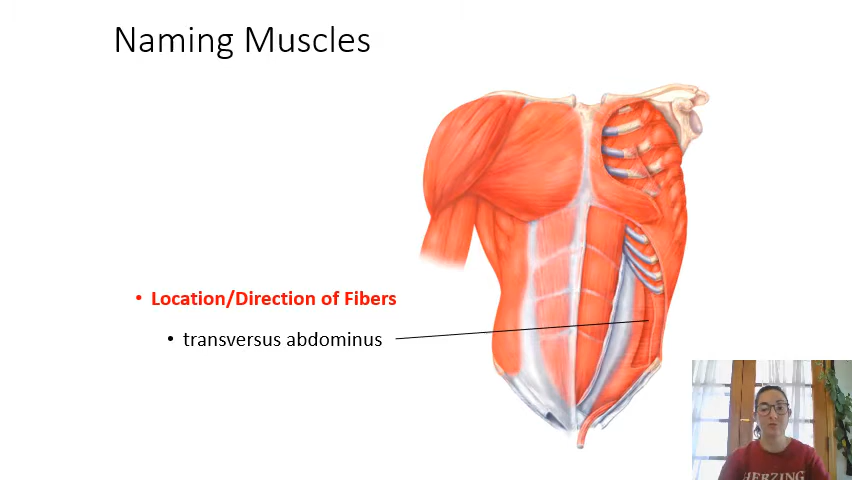 Naming Muscles
• Location/Direction of Fibers
• transversus abdominus
HERZING